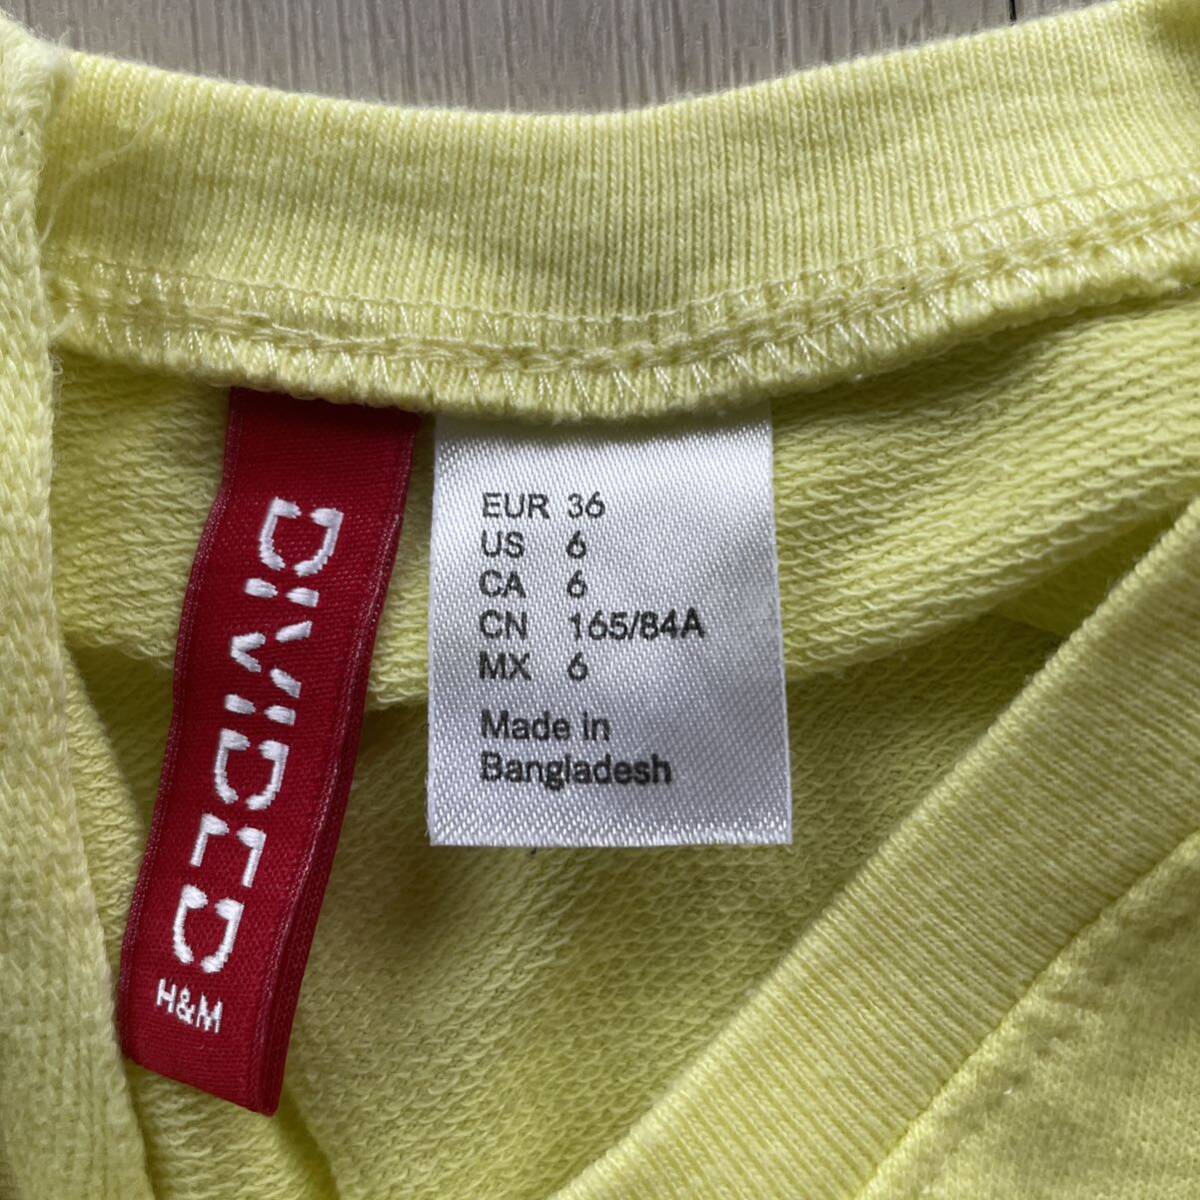 DIVIDED
H&M
EUR 36
US 6
CA 6
CN 165/84A
MX 6
Made in
Bangladesh